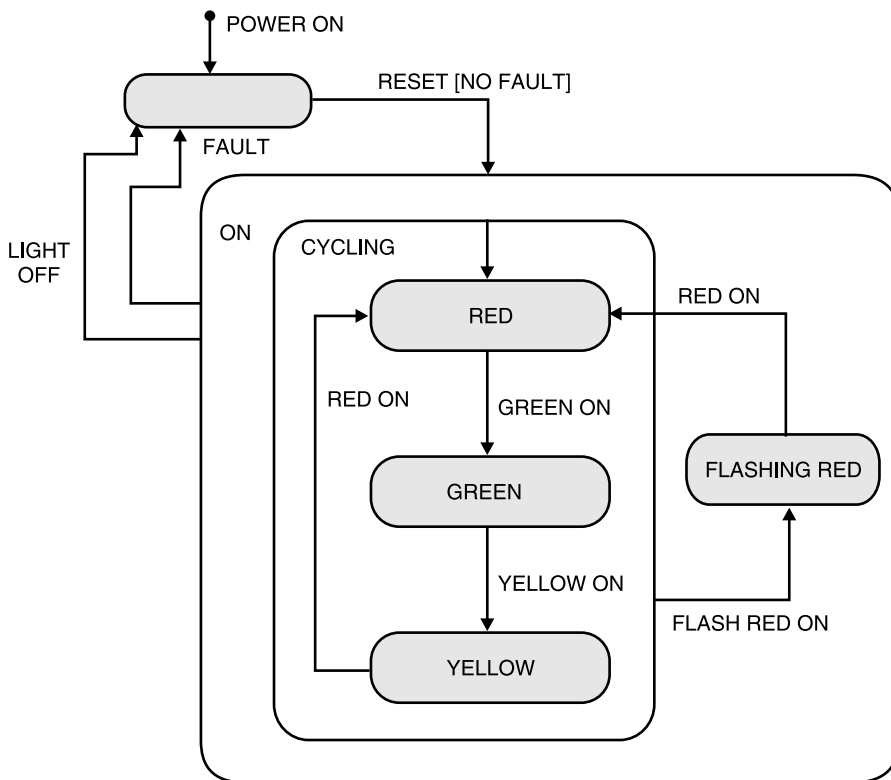 POWER ON
RESET [NO FAULT]
FAULT
LIGHT
OFF
ON
CYCLING
RED
RED ON
RED ON
GREEN ON
FLASHING RED
GREEN
YELLOW ON
FLASH RED ON
YELLOW